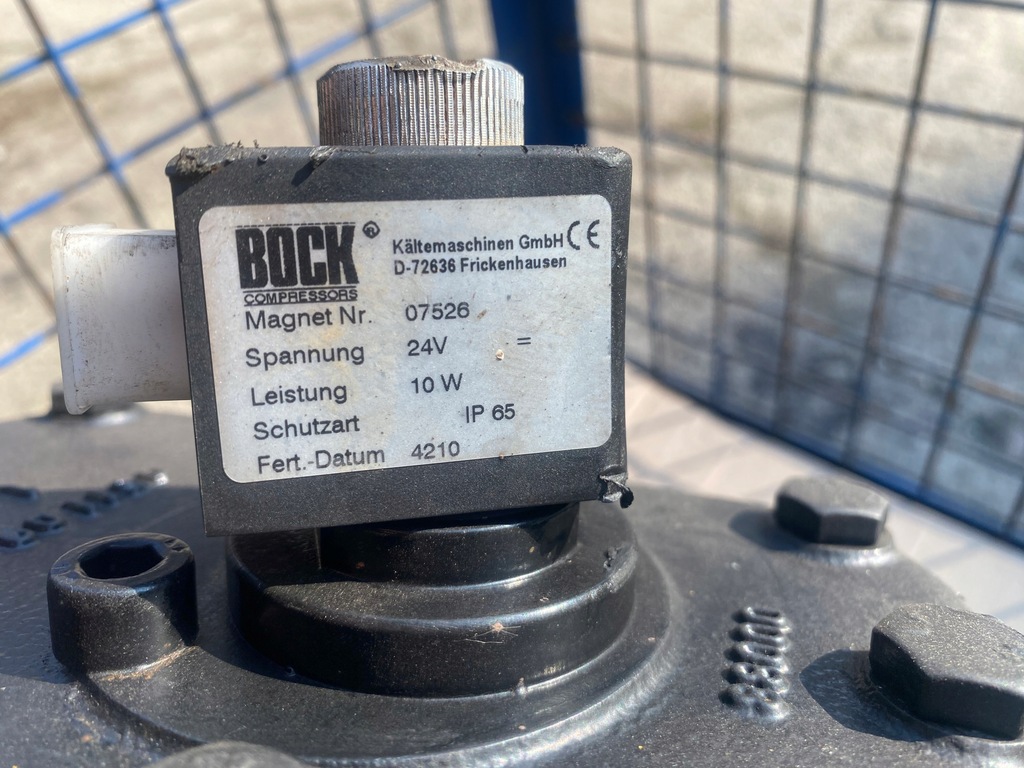 BOCK ®
COMPRESSORS
Kältemaschinen GmbH CE
D-72636 Frickenhausen
Magnet Nr. 07526
Spannung 24V =
Leistung 10 W
Schutzart IP 65
Fert.-Datum 4210